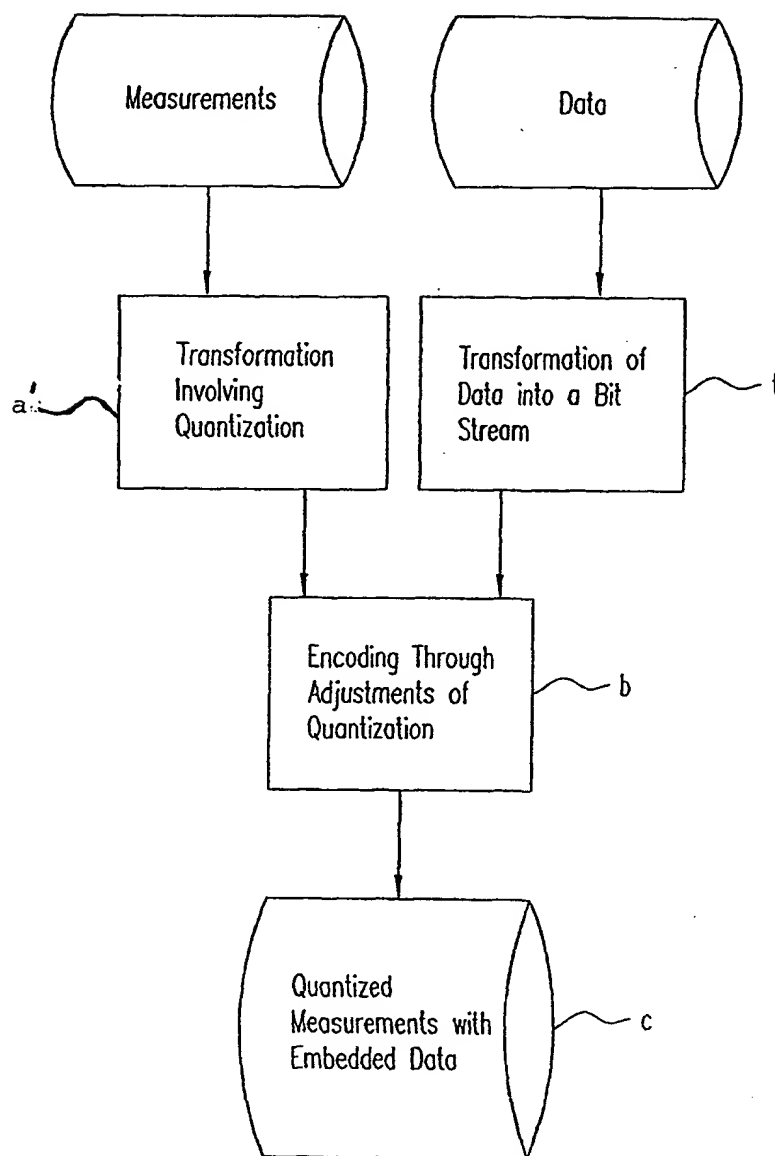 Measurements
Data
Transformation
Involving
Quantization
a'
Transformation of
Data into a Bit
Stream
Encoding Through
Adjustments of
Quantization
b
Quantized
Measurements with
Embedded Data
c